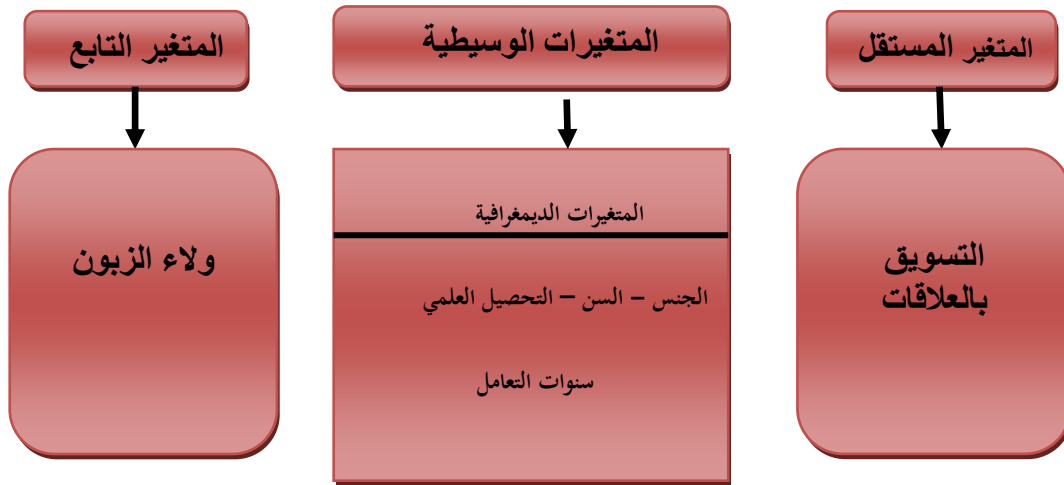 المتغير المستقل
المتغيرات الوسيطية
المتغير التابع
التسويق
بالعلاقات
المتغيرات الديمغرافية
الجنس – السن – التحصيل العلمي
سنوات التعامل
ولاء الزبون